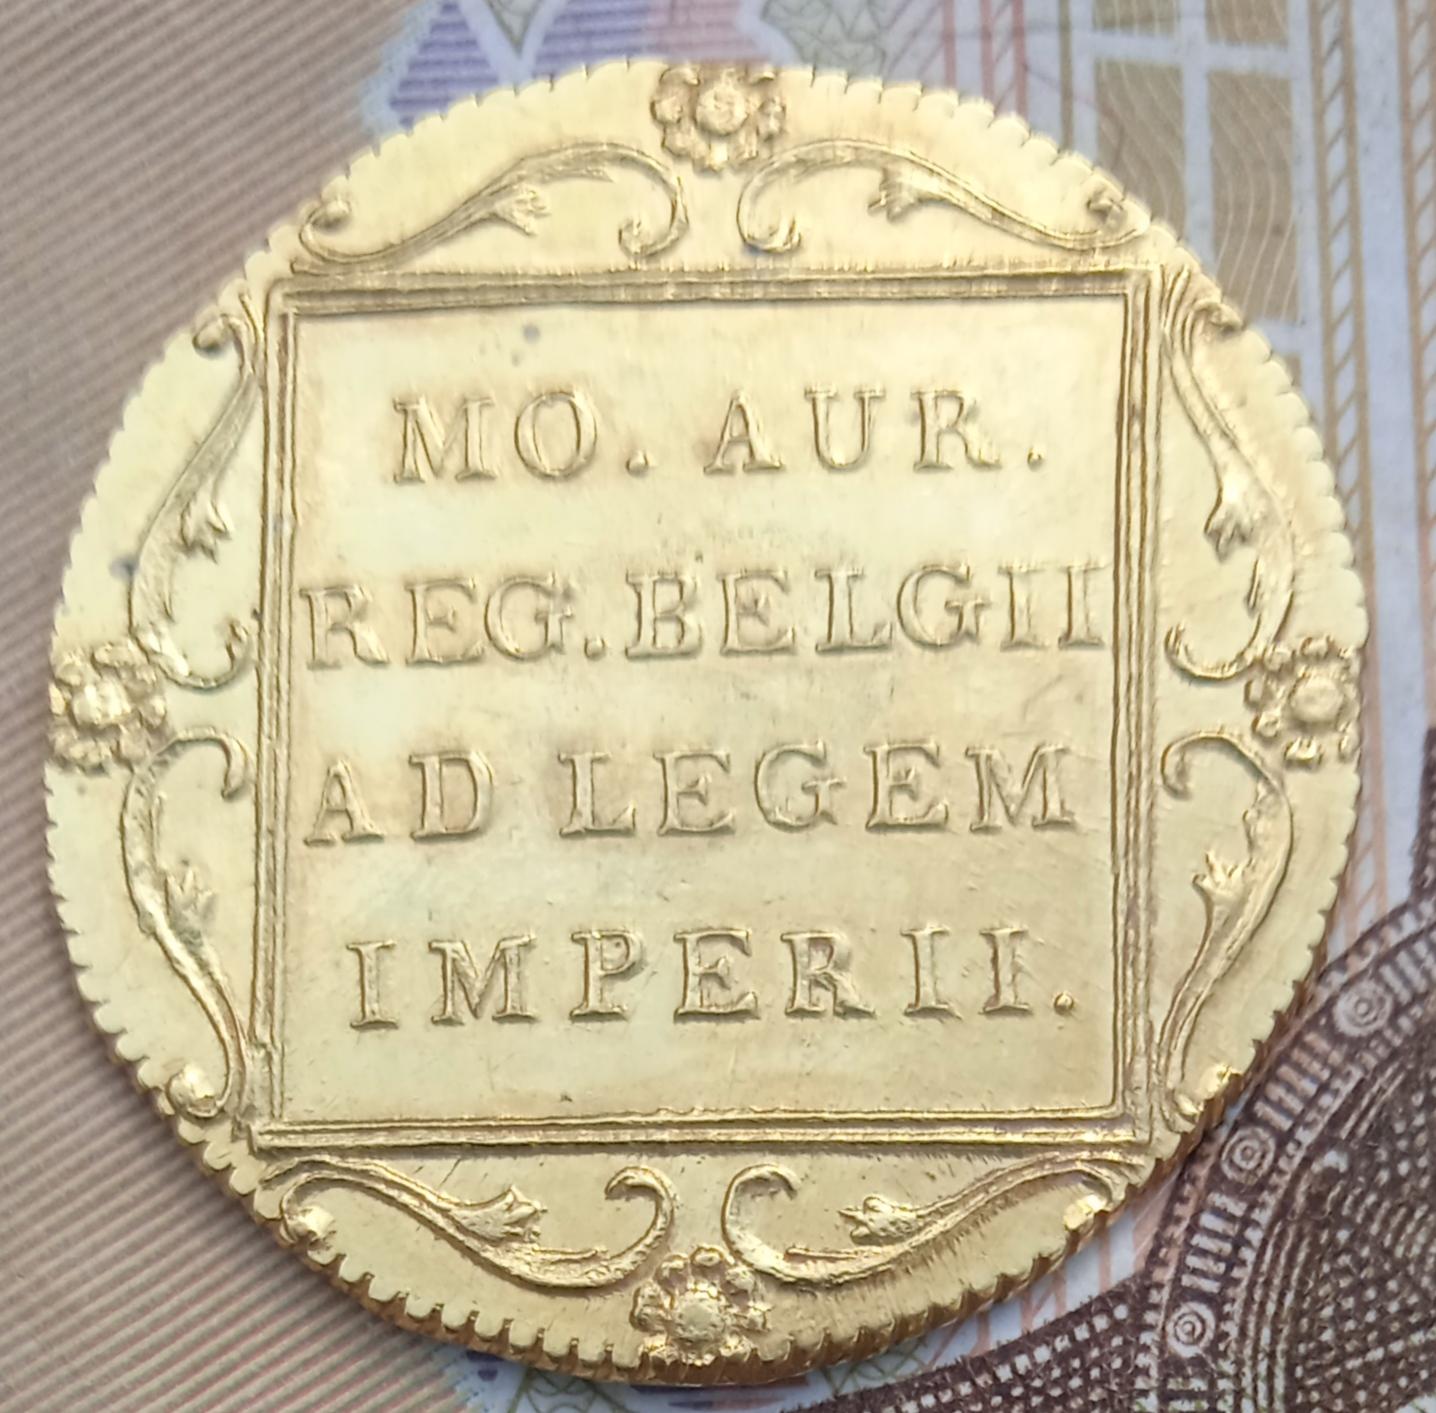 MO. AUR.
REG. BELGII
AD LEGEM
IMPERII.